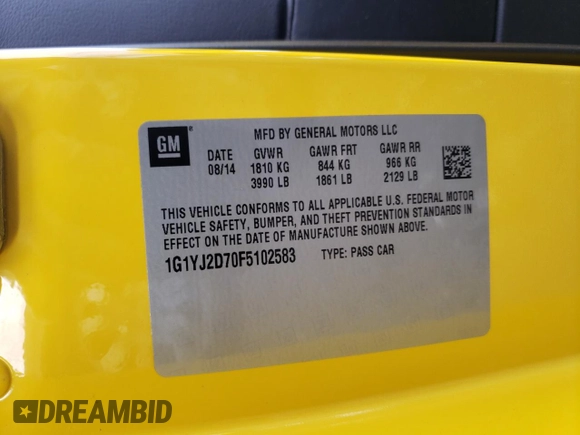 GM ®
MFD BY GENERAL MOTORS LLC
DATE GVWR GAWR FRT GAWR RR
08/14 1810 KG 844 KG 966 KG
3990 LB 1861 LB 2129 LB
THIS VEHICLE CONFORMS TO ALL APPLICABLE U.S. FEDERAL MOTOR
VEHICLE SAFETY, BUMPER, AND THEFT PREVENTION STANDARDS IN
EFFECT ON THE DATE OF MANUFACTURE SHOWN ABOVE.
1G1YJ2D70F5102583 TYPE: PASS CAR
DREAMBID